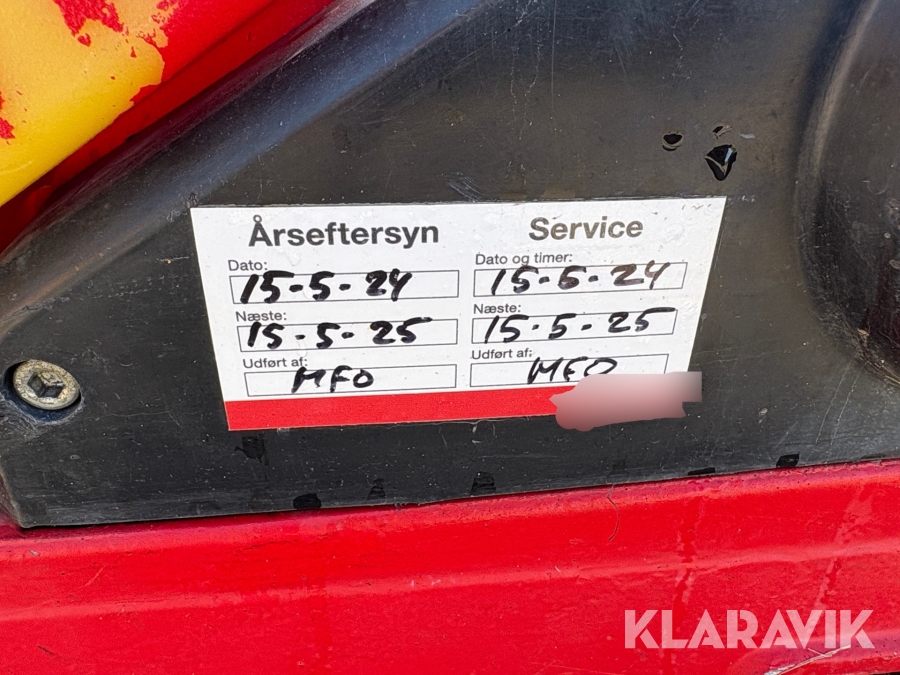 Årseftersyn
Dato:
15-5-24
Næste:
15-5-25
Udført af:
MFO
Service
Dato og timer:
15-5-24
Næste:
15-5-25
Udført af:
MFO
KLARAVIK